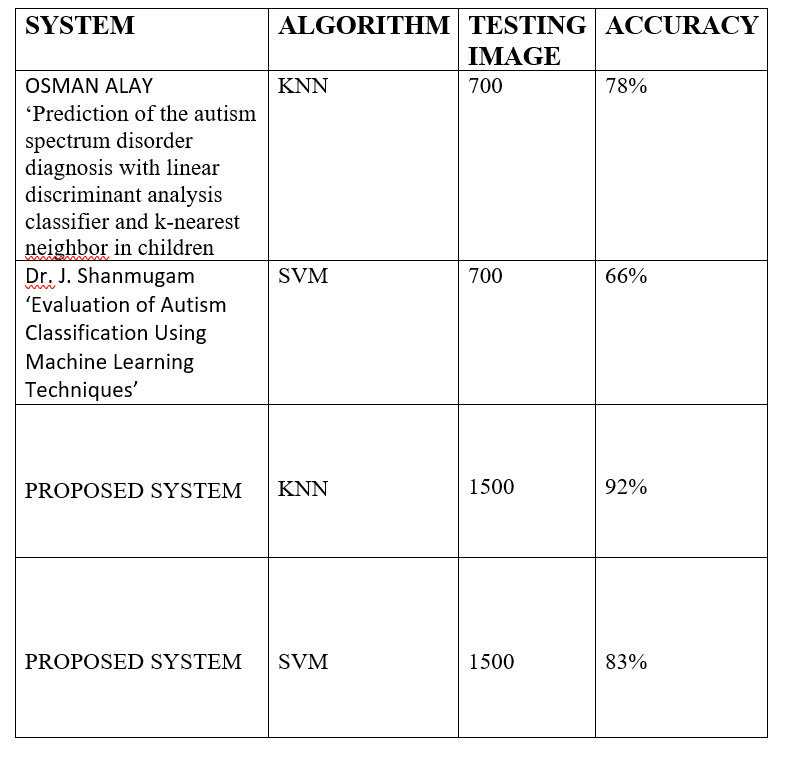 SYSTEM ALGORITHM TESTING IMAGE ACCURACY
OSMAN ALAY KNN 700 78%
‘Prediction of the autism
spectrum disorder
diagnosis with linear
discriminant analysis
classifier and k-nearest
neighbor in children
Dr. J. Shanmugam SVM 700 66%
‘Evaluation of Autism
Classification Using
Machine Learning
Techniques’
PROPOSED SYSTEM KNN 1500 92%
PROPOSED SYSTEM SVM 1500 83%